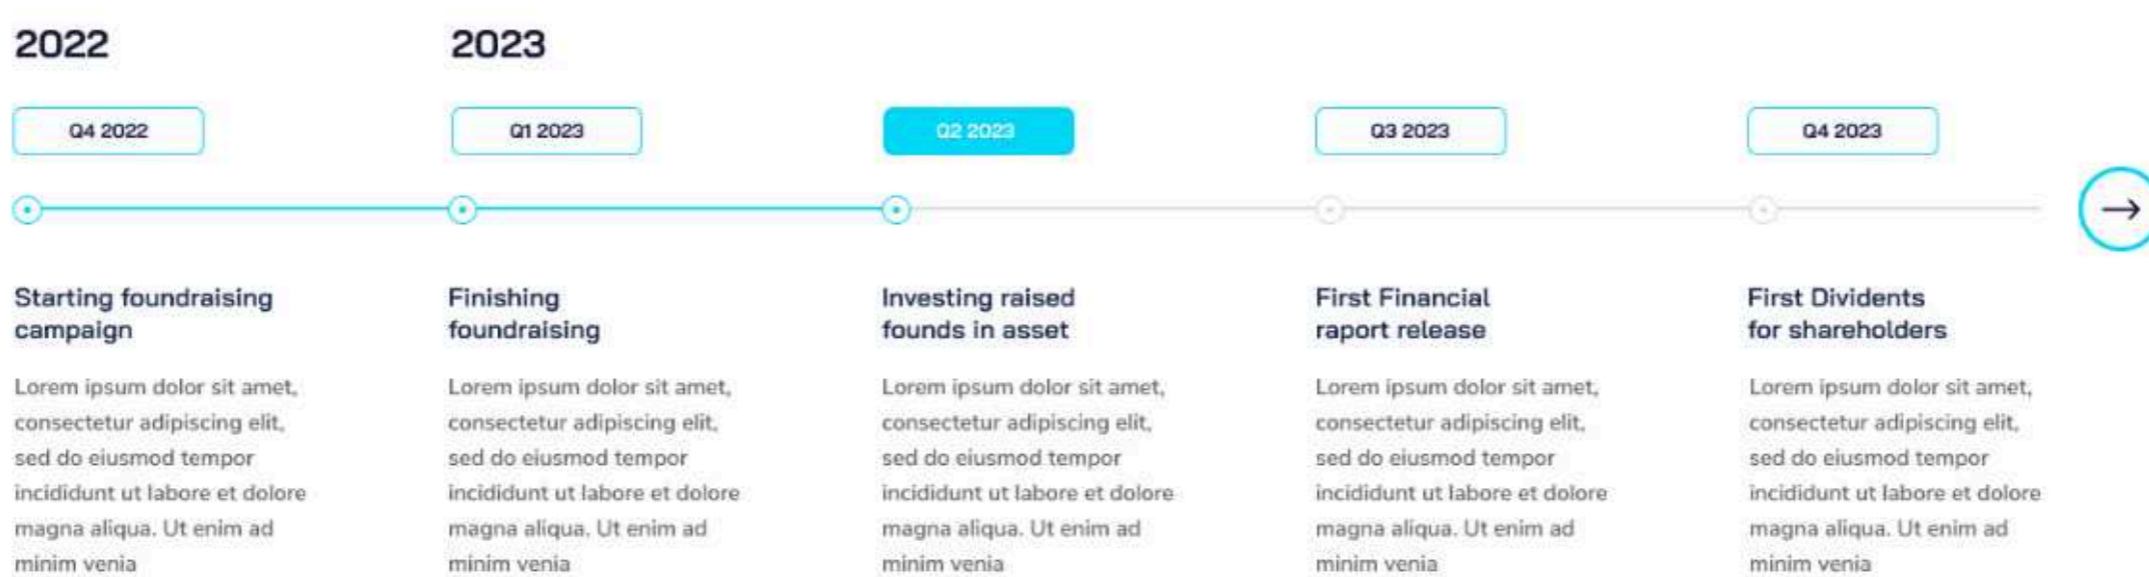 2022
2023
Q4 2022
Q1 2023
Q2 2023
Q3 2023
Q4 2023
Starting foundraising
campaign
Lorem ipsum dolor sit amet,
consectetur adipiscing elit,
sed do eiusmod tempor
incididunt ut labore et dolore
magna aliqua. Ut enim ad
minim venia
Finishing
foundraising
Lorem ipsum dolor sit amet,
consectetur adipiscing elit,
sed do eiusmod tempor
incididunt ut labore et dolore
magna aliqua. Ut enim ad
minim venia
Investing raised
founds in asset
Lorem ipsum dolor sit amet,
consectetur adipiscing elit,
sed do eiusmod tempor
incididunt ut labore et dolore
magna aliqua. Ut enim ad
minim venia
First Financial
raport release
Lorem ipsum dolor sit amet,
consectetur adipiscing elit,
sed do eiusmod tempor
incididunt ut labore et dolore
magna aliqua. Ut enim ad
minim venia
First Dividents
for shareholders
Lorem ipsum dolor sit amet,
consectetur adipiscing elit,
sed do eiusmod tempor
incididunt ut labore et dolore
magna aliqua. Ut enim ad
minim venia